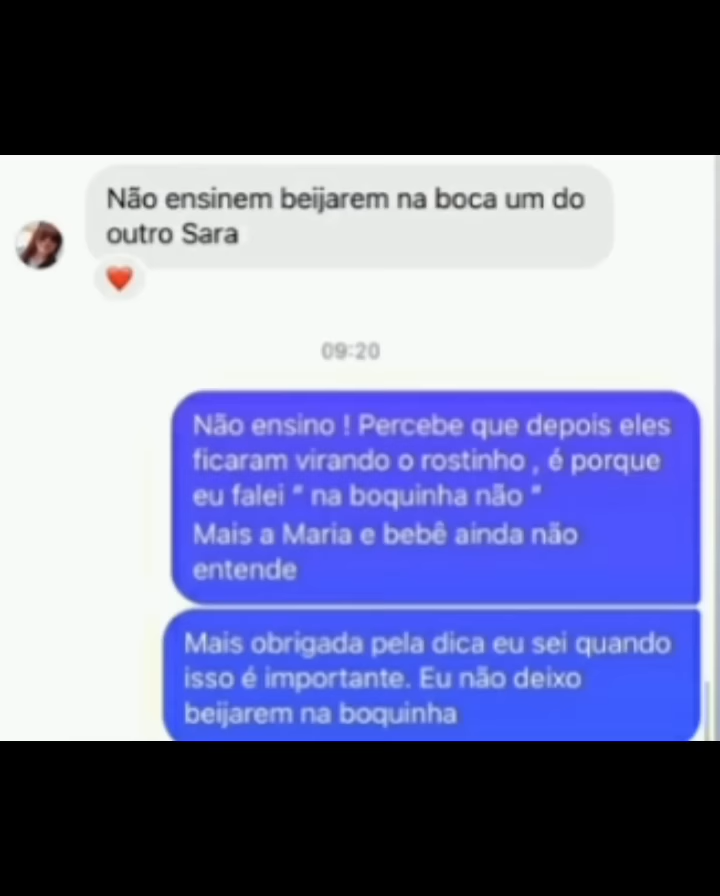 Não ensinem beijarem na boca um do
outro Sara
09:20
Não ensino ! Percebe que depois eles
ficaram virando o rostinho , é porque
eu falei “ na boquinha não “
Mais a Maria e bebê ainda não
entende
Mais obrigada pela dica eu sei quando
isso é importante. Eu não deixo
beijarem na boquinha